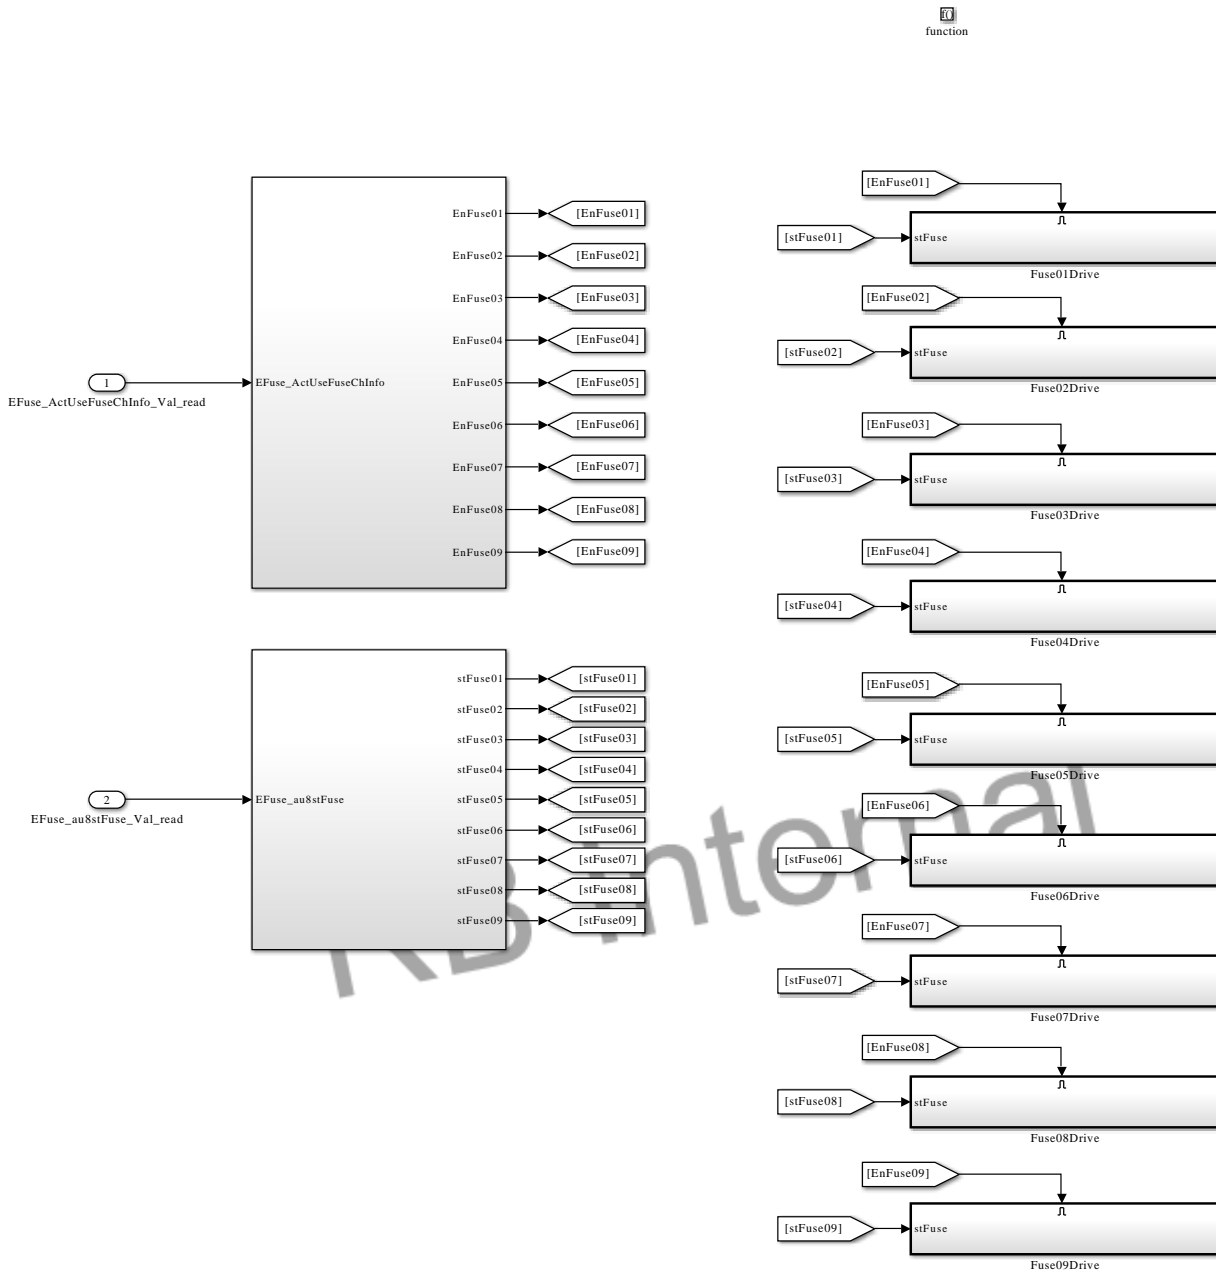 f()
function
EnFuse01
EnFuse02
EnFuse03
EnFuse04
EnFuse05
EnFuse06
EnFuse07
EnFuse08
EnFuse09
1
EFuse_ActUseFuseChInfo_Val_read
EFuse_ActUseFuseChInfo
[EnFuse01]
[EnFuse02]
[EnFuse03]
[EnFuse04]
[EnFuse05]
[EnFuse06]
[EnFuse07]
[EnFuse08]
[EnFuse09]
stFuse01
stFuse02
stFuse03
stFuse04
stFuse05
stFuse06
stFuse07
stFuse08
stFuse09
2
EFuse_au8stFuse_Val_read
EFuse_au8stFuse
[stFuse01]
[stFuse02]
[stFuse03]
[stFuse04]
[stFuse05]
[stFuse06]
[stFuse07]
[stFuse08]
[stFuse09]
[EnFuse01]
[stFuse01]
stFuse
Fuse01Drive
[EnFuse02]
[stFuse02]
stFuse
Fuse02Drive
[EnFuse03]
[stFuse03]
stFuse
Fuse03Drive
[EnFuse04]
[stFuse04]
stFuse
Fuse04Drive
[EnFuse05]
[stFuse05]
stFuse
Fuse05Drive
[EnFuse06]
[stFuse06]
stFuse
Fuse06Drive
[EnFuse07]
[stFuse07]
stFuse
Fuse07Drive
[EnFuse08]
[stFuse08]
stFuse
Fuse08Drive
[EnFuse09]
[stFuse09]
stFuse
Fuse09Drive
RB Internal